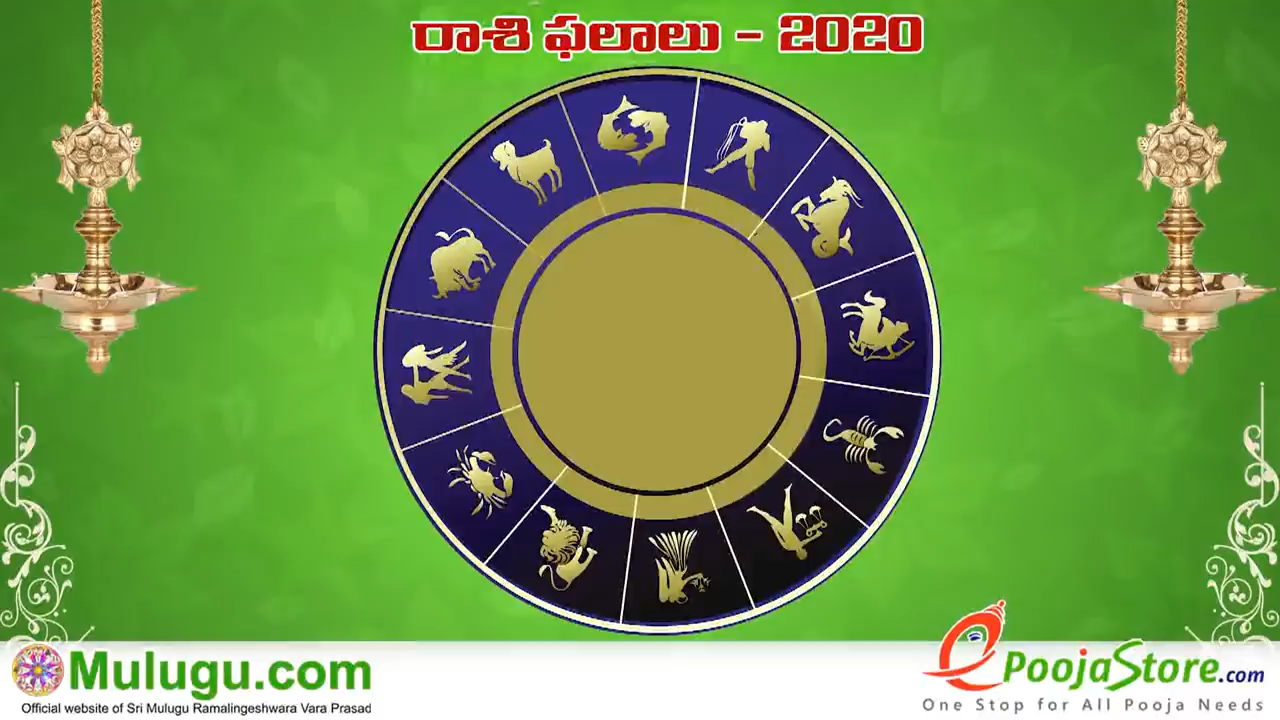 రాశి ఫలాలు - 2020
Mulugu.com
Official website of Sri Mulugu Ramalingeshwara Vara Prasad
ePoojaStore.com
One Stop for All Pooja Needs